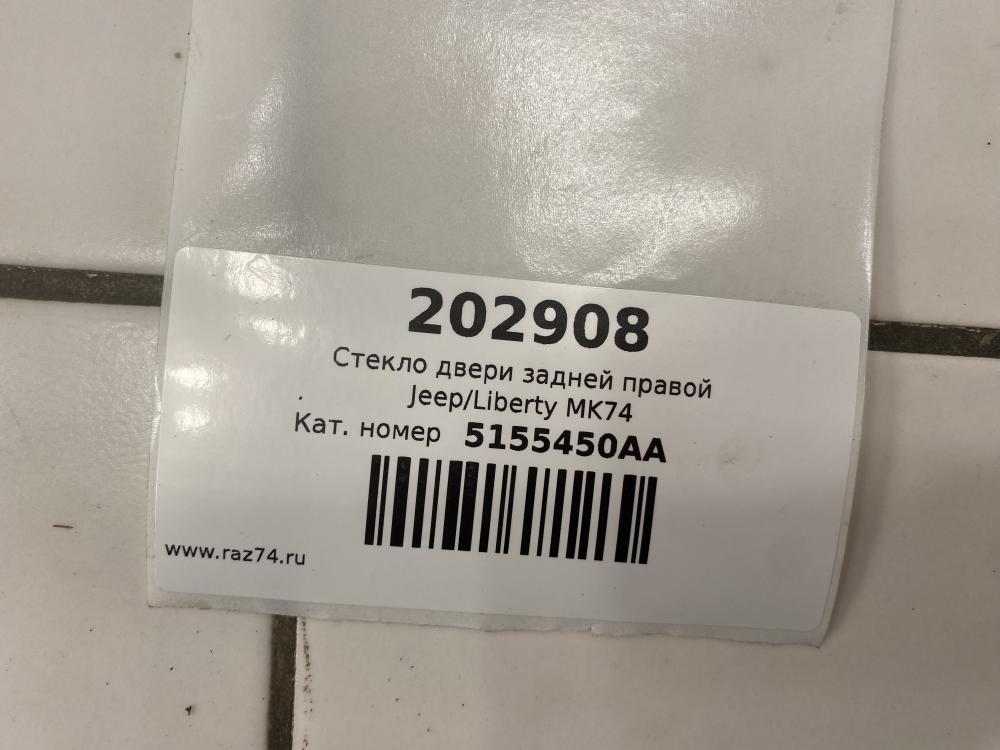 202908
Стекло двери задней правой
Jeep/Liberty MK74
Кат. номер 5155450AA
www.raz74.ru